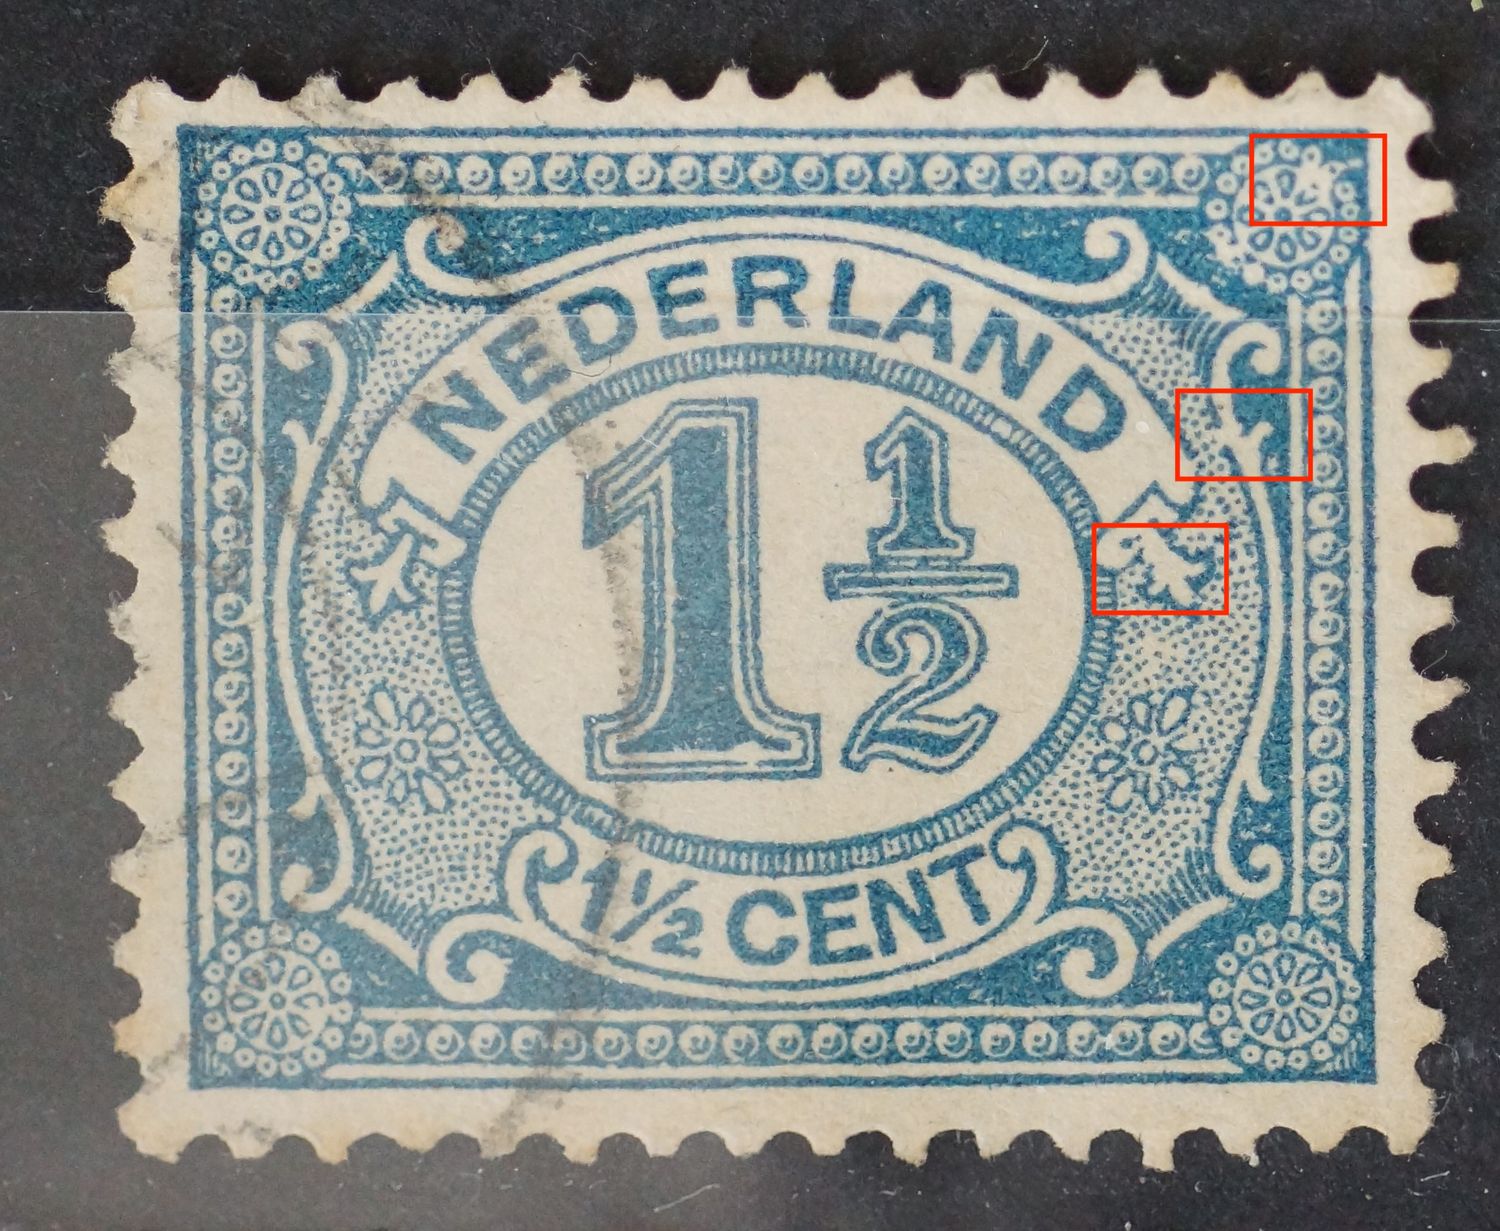 NEDERLAND
1 1/2
1½ CENT